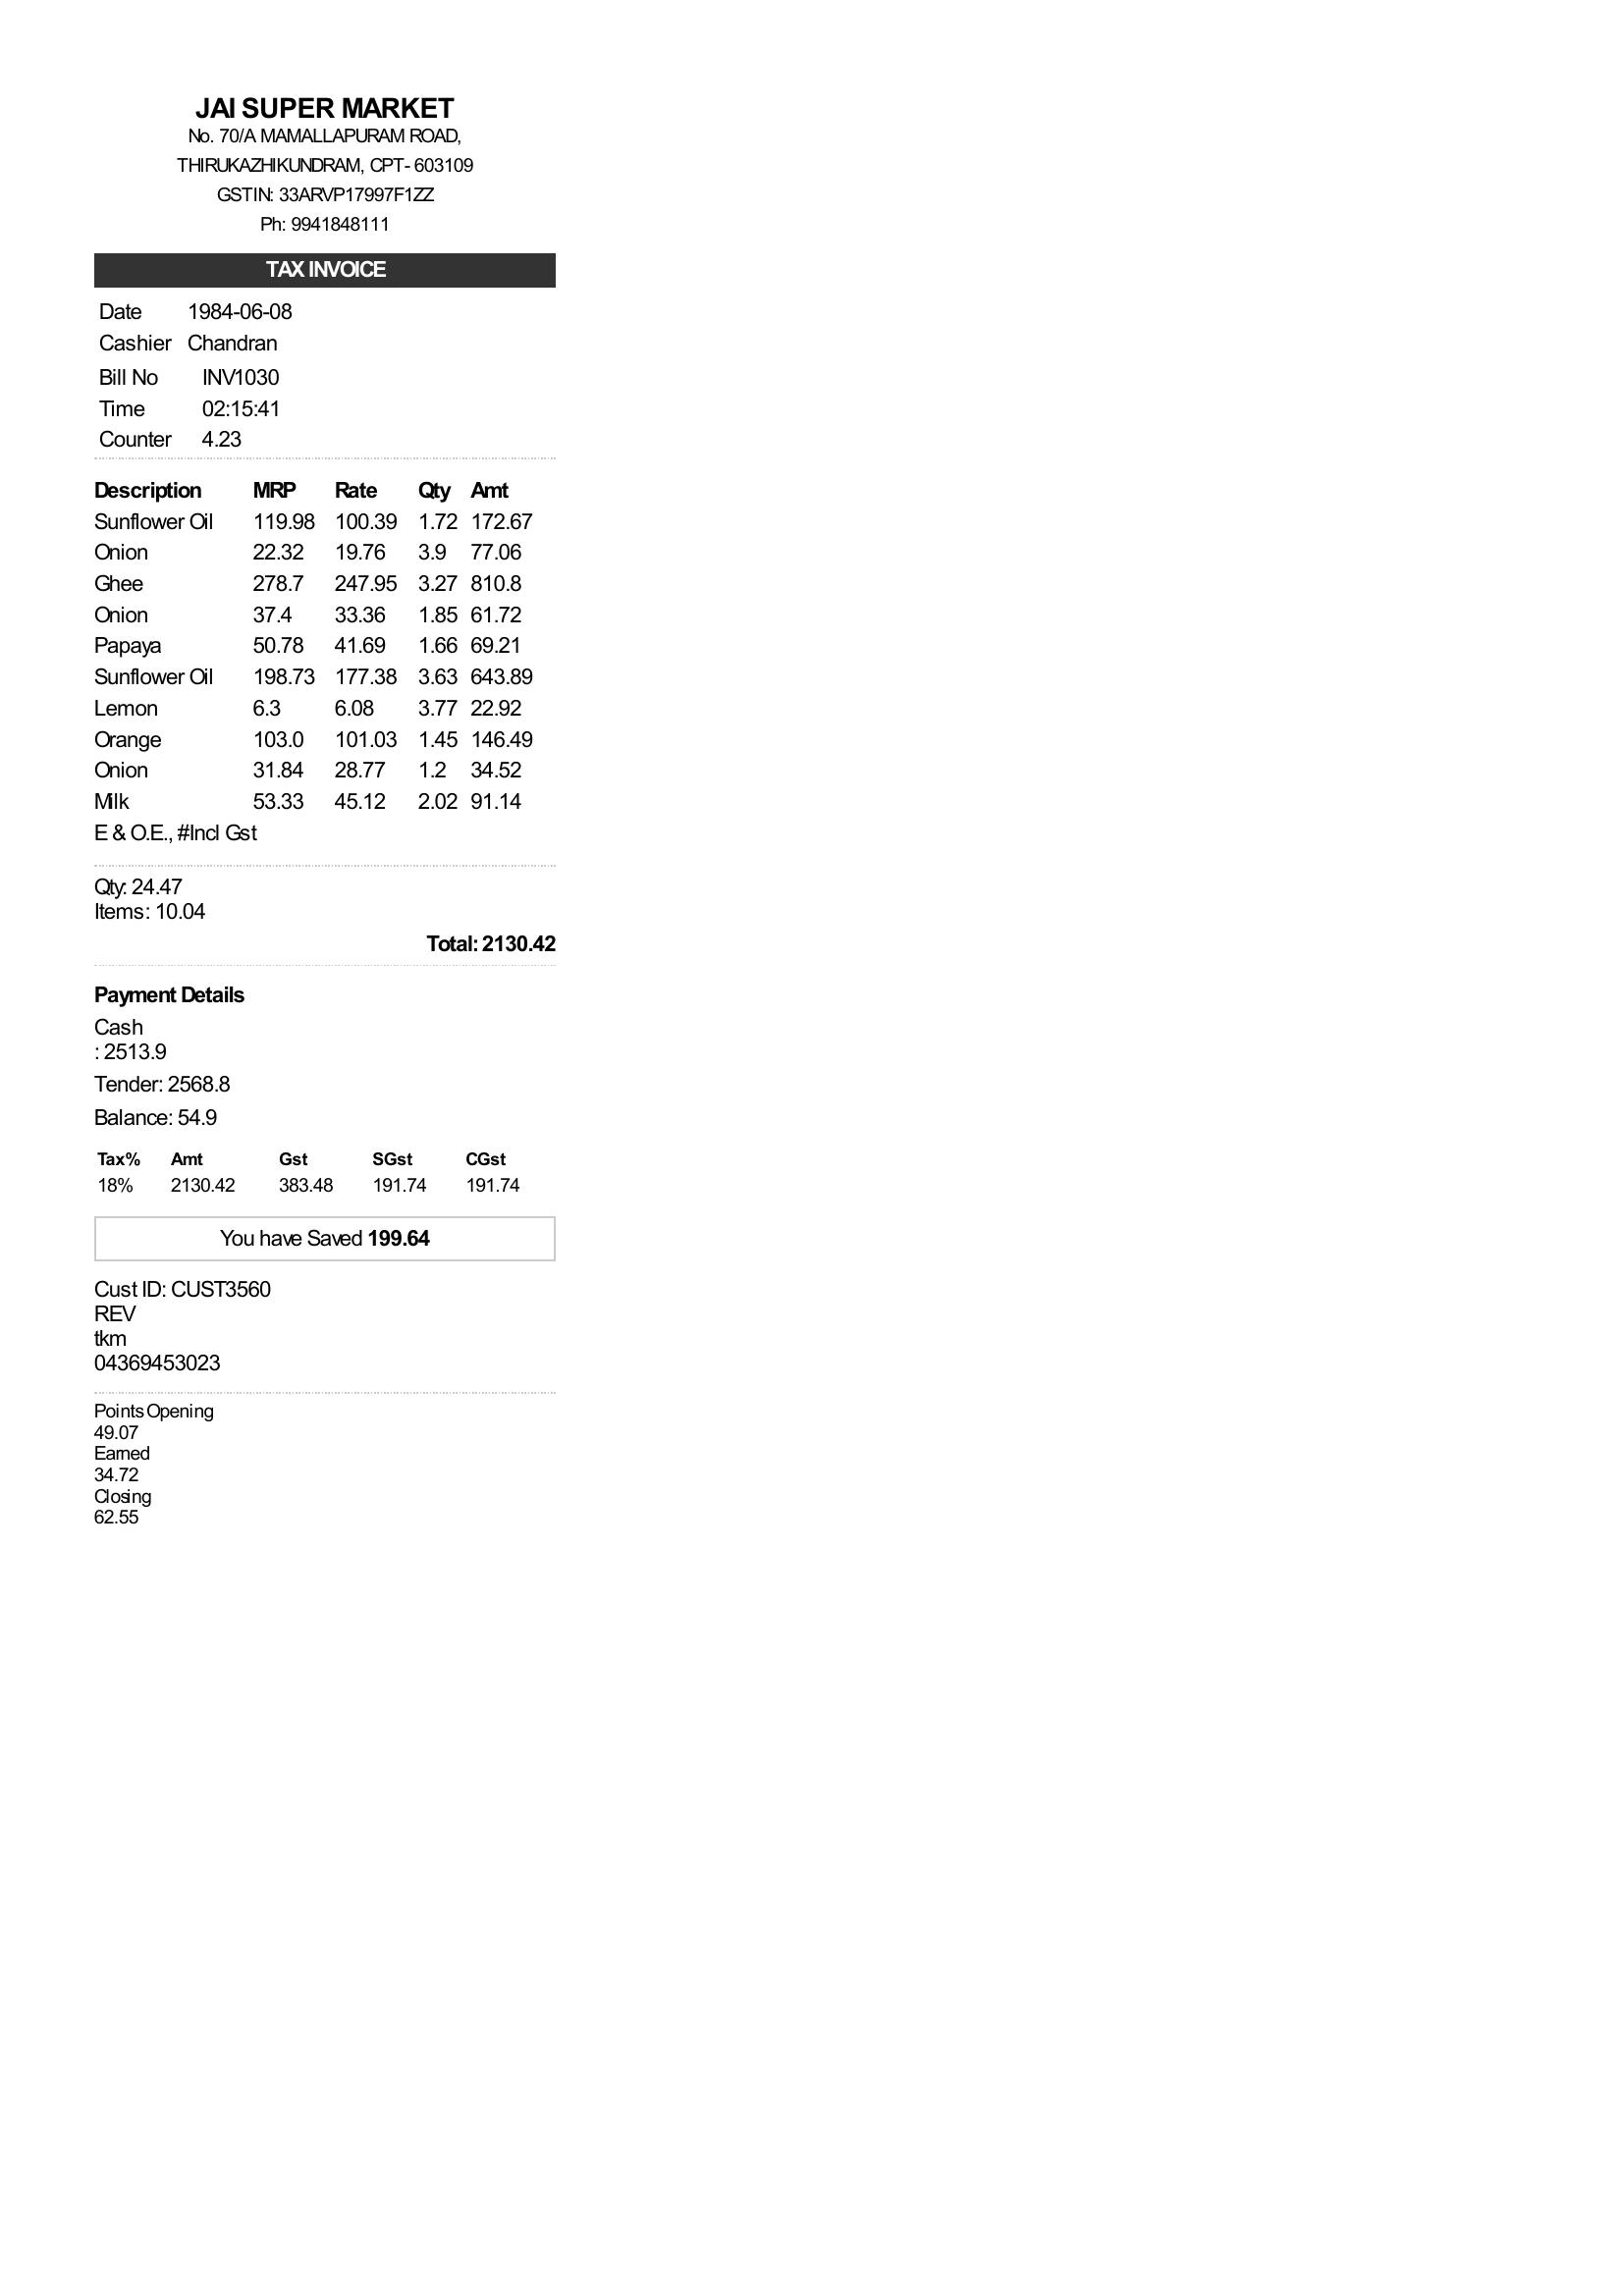 JAI SUPER MARKET
No. 70/A MAMALLAPURAM ROAD,
THIRUKAZHIKUNDRAM, CPT- 603109
GSTIN: 33ARVP17997F1ZZ
Ph: 9941848111
TAX INVOICE
Date 1984-06-08
Cashier Chandran
Bill No INV1030
Time 02:15:41
Counter 4.23
Description MRP Rate Qty Amt
Sunflower Oil 119.98 100.39 1.72 172.67
Onion 22.32 19.76 3.9 77.06
Ghee 278.7 247.95 3.27 810.8
Onion 37.4 33.36 1.85 61.72
Papaya 50.78 41.69 1.66 69.21
Sunflower Oil 198.73 177.38 3.63 643.89
Lemon 6.3 6.08 3.77 22.92
Orange 103.0 101.03 1.45 146.49
Onion 31.84 28.77 1.2 34.52
Milk 53.33 45.12 2.02 91.14
E & O.E., #Incl Gst
Qty: 24.47
Items: 10.04
Total: 2130.42
Payment Details
Cash
: 2513.9
Tender: 2568.8
Balance: 54.9
Tax% Amt Gst SGst CGst
18% 2130.42 383.48 191.74 191.74
You have Saved 199.64
Cust ID: CUST3560
REV
tkm
04369453023
Points Opening
49.07
Earned
34.72
Closing
62.55